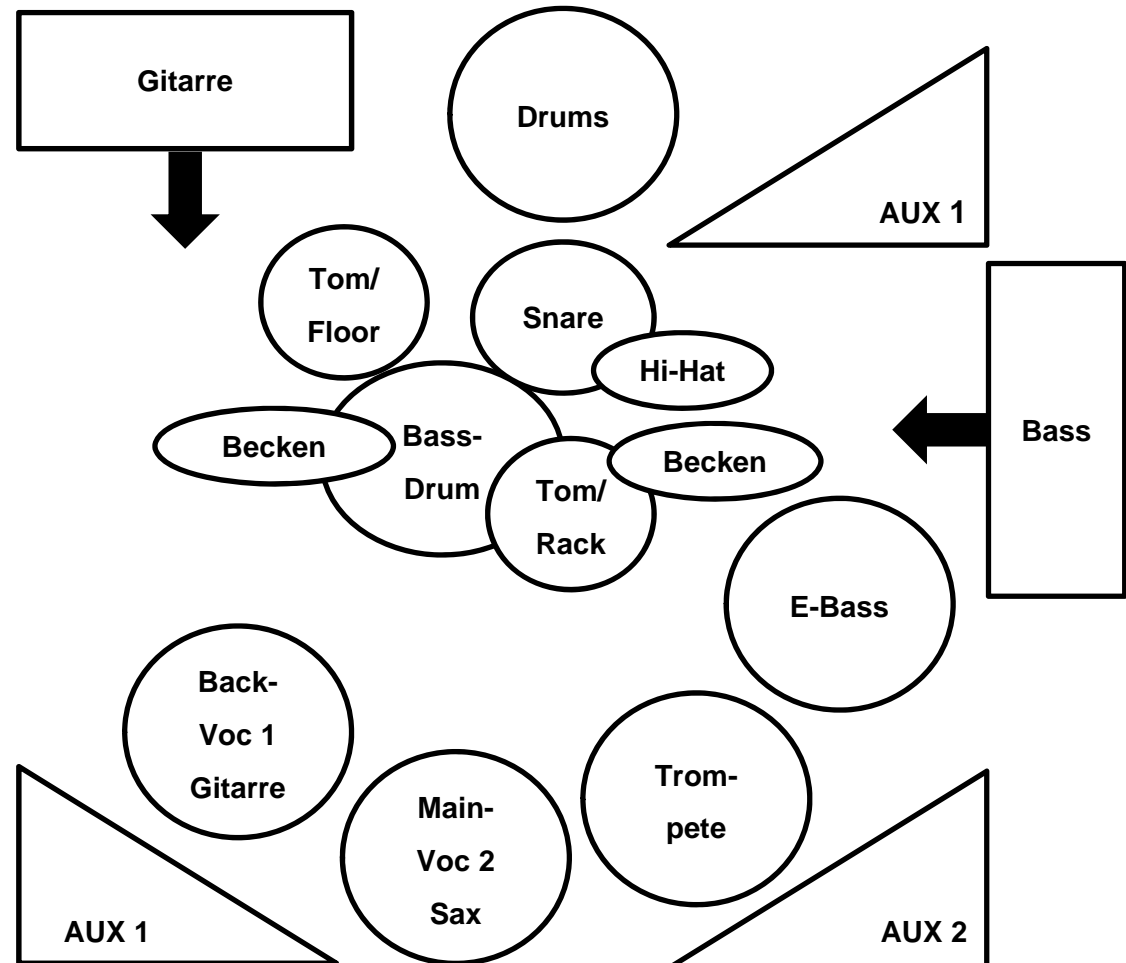 Gitarre
Drums
AUX 1
Tom/
Floor
Snare
Hi-Hat
Becken
Bass-
Drum
Tom/
Rack
Becken
Bass
E-Bass
Back-
Voc 1
Gitarre
Main-
Voc 2
Sax
Trom-
pete
AUX 1
AUX 2